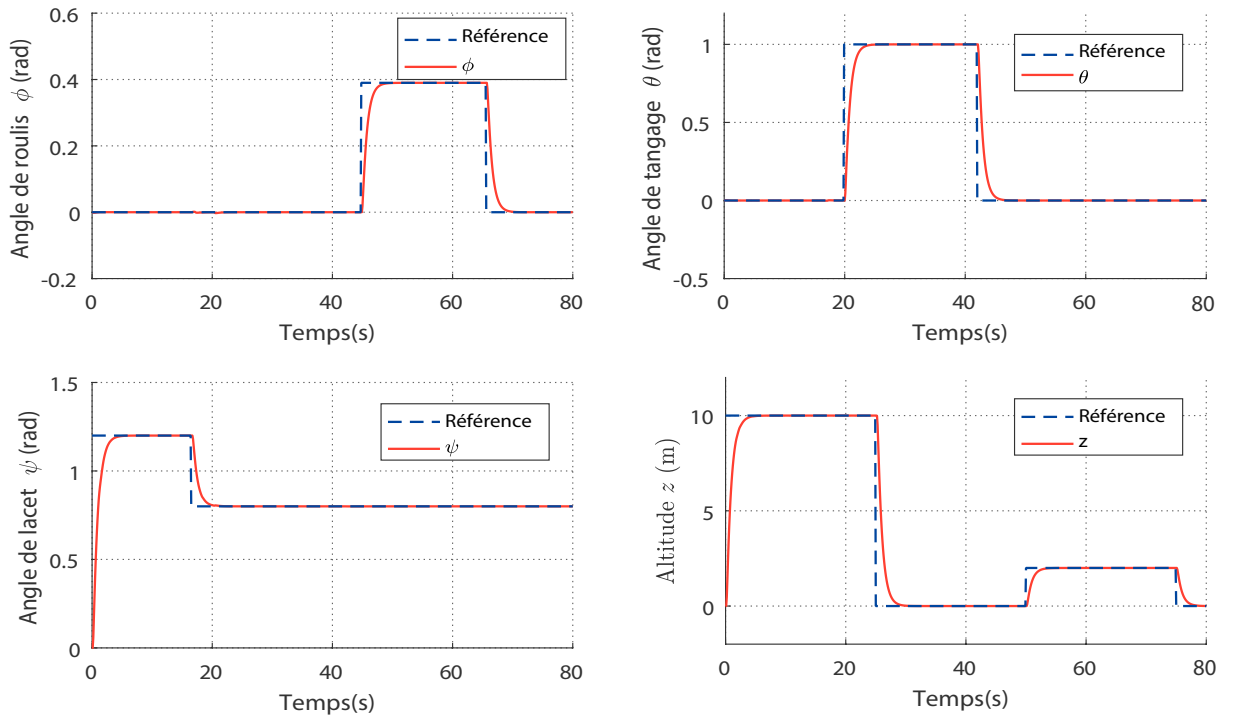 0.6
0.4
0.2
0
-0.2
Angle de roulis ϕ (rad)
Référence
ϕ
0
20
40
60
80
Temps(s)
1
0.5
0
-0.5
Angle de tangage θ (rad)
Référence
θ
0
20
40
60
80
Temps(s)
1.5
1
0.5
0
Angle de lacet ψ (rad)
Référence
ψ
0
20
40
60
80
Temps(s)
10
5
0
Altitude z (m)
Référence
z
0
20
40
60
80
Temps(s)